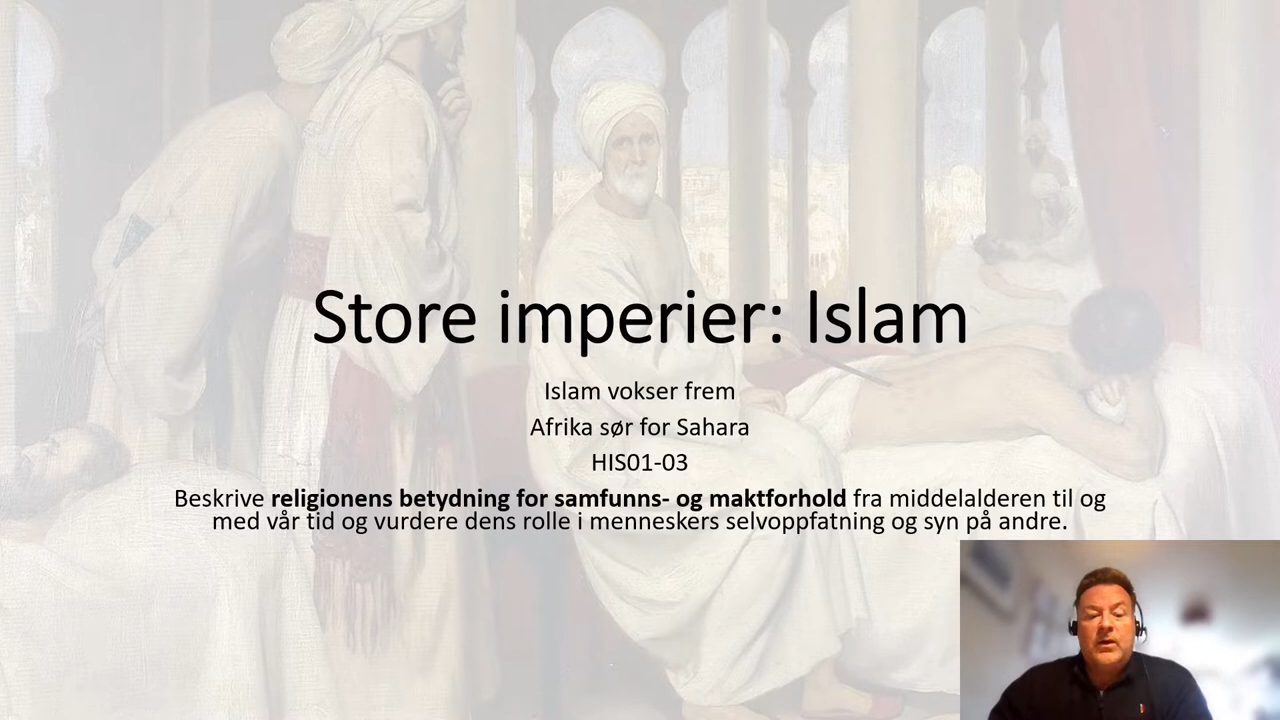 Store imperier: Islam
Islam vokser frem
Afrika sør for Sahara
HIS01-03
Beskrive religionens betydning for samfunns- og maktforhold fra middelalderen til og
med vår tid og vurdere dens rolle i menneskers selvoppfatning og syn på andre.